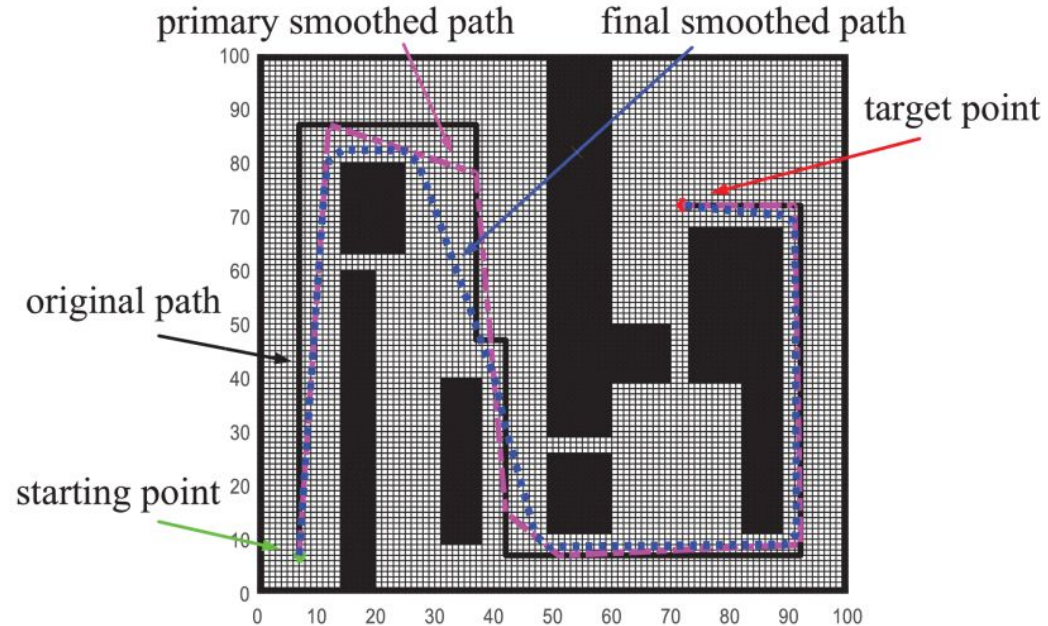 primary smoothed path
final smoothed path
target point
original path
starting point
100
90
80
70
60
50
40
30
20
10
0
0 10 20 30 40 50 60 70 80 90 100